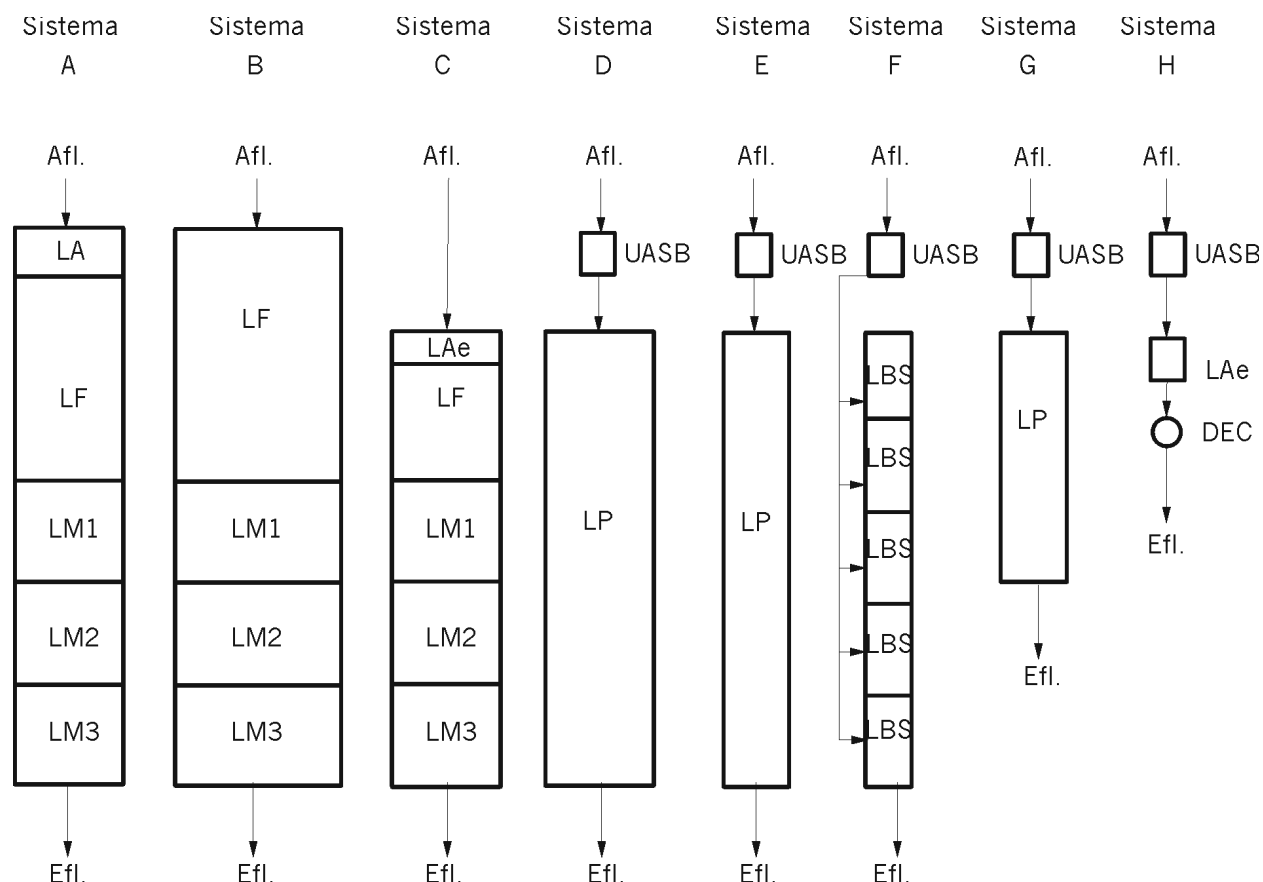 Sistema Sistema Sistema Sistema Sistema Sistema Sistema Sistema
A B C D E F G H
Afl. Afl. Afl. Afl. Afl. Afl. Afl. Afl.
LA UASB UASB UASB UASB UASB
LF
LAe LBS LAe
LF LF LP
DEC
LBS
LM1 LM1 LM1 LP LP
LBS Efl.
LM2 LM2 LM2 LBS
Efl.
LM3 LM3 LM3 LBS
Efl. Efl. Efl. Efl. Efl. Efl.